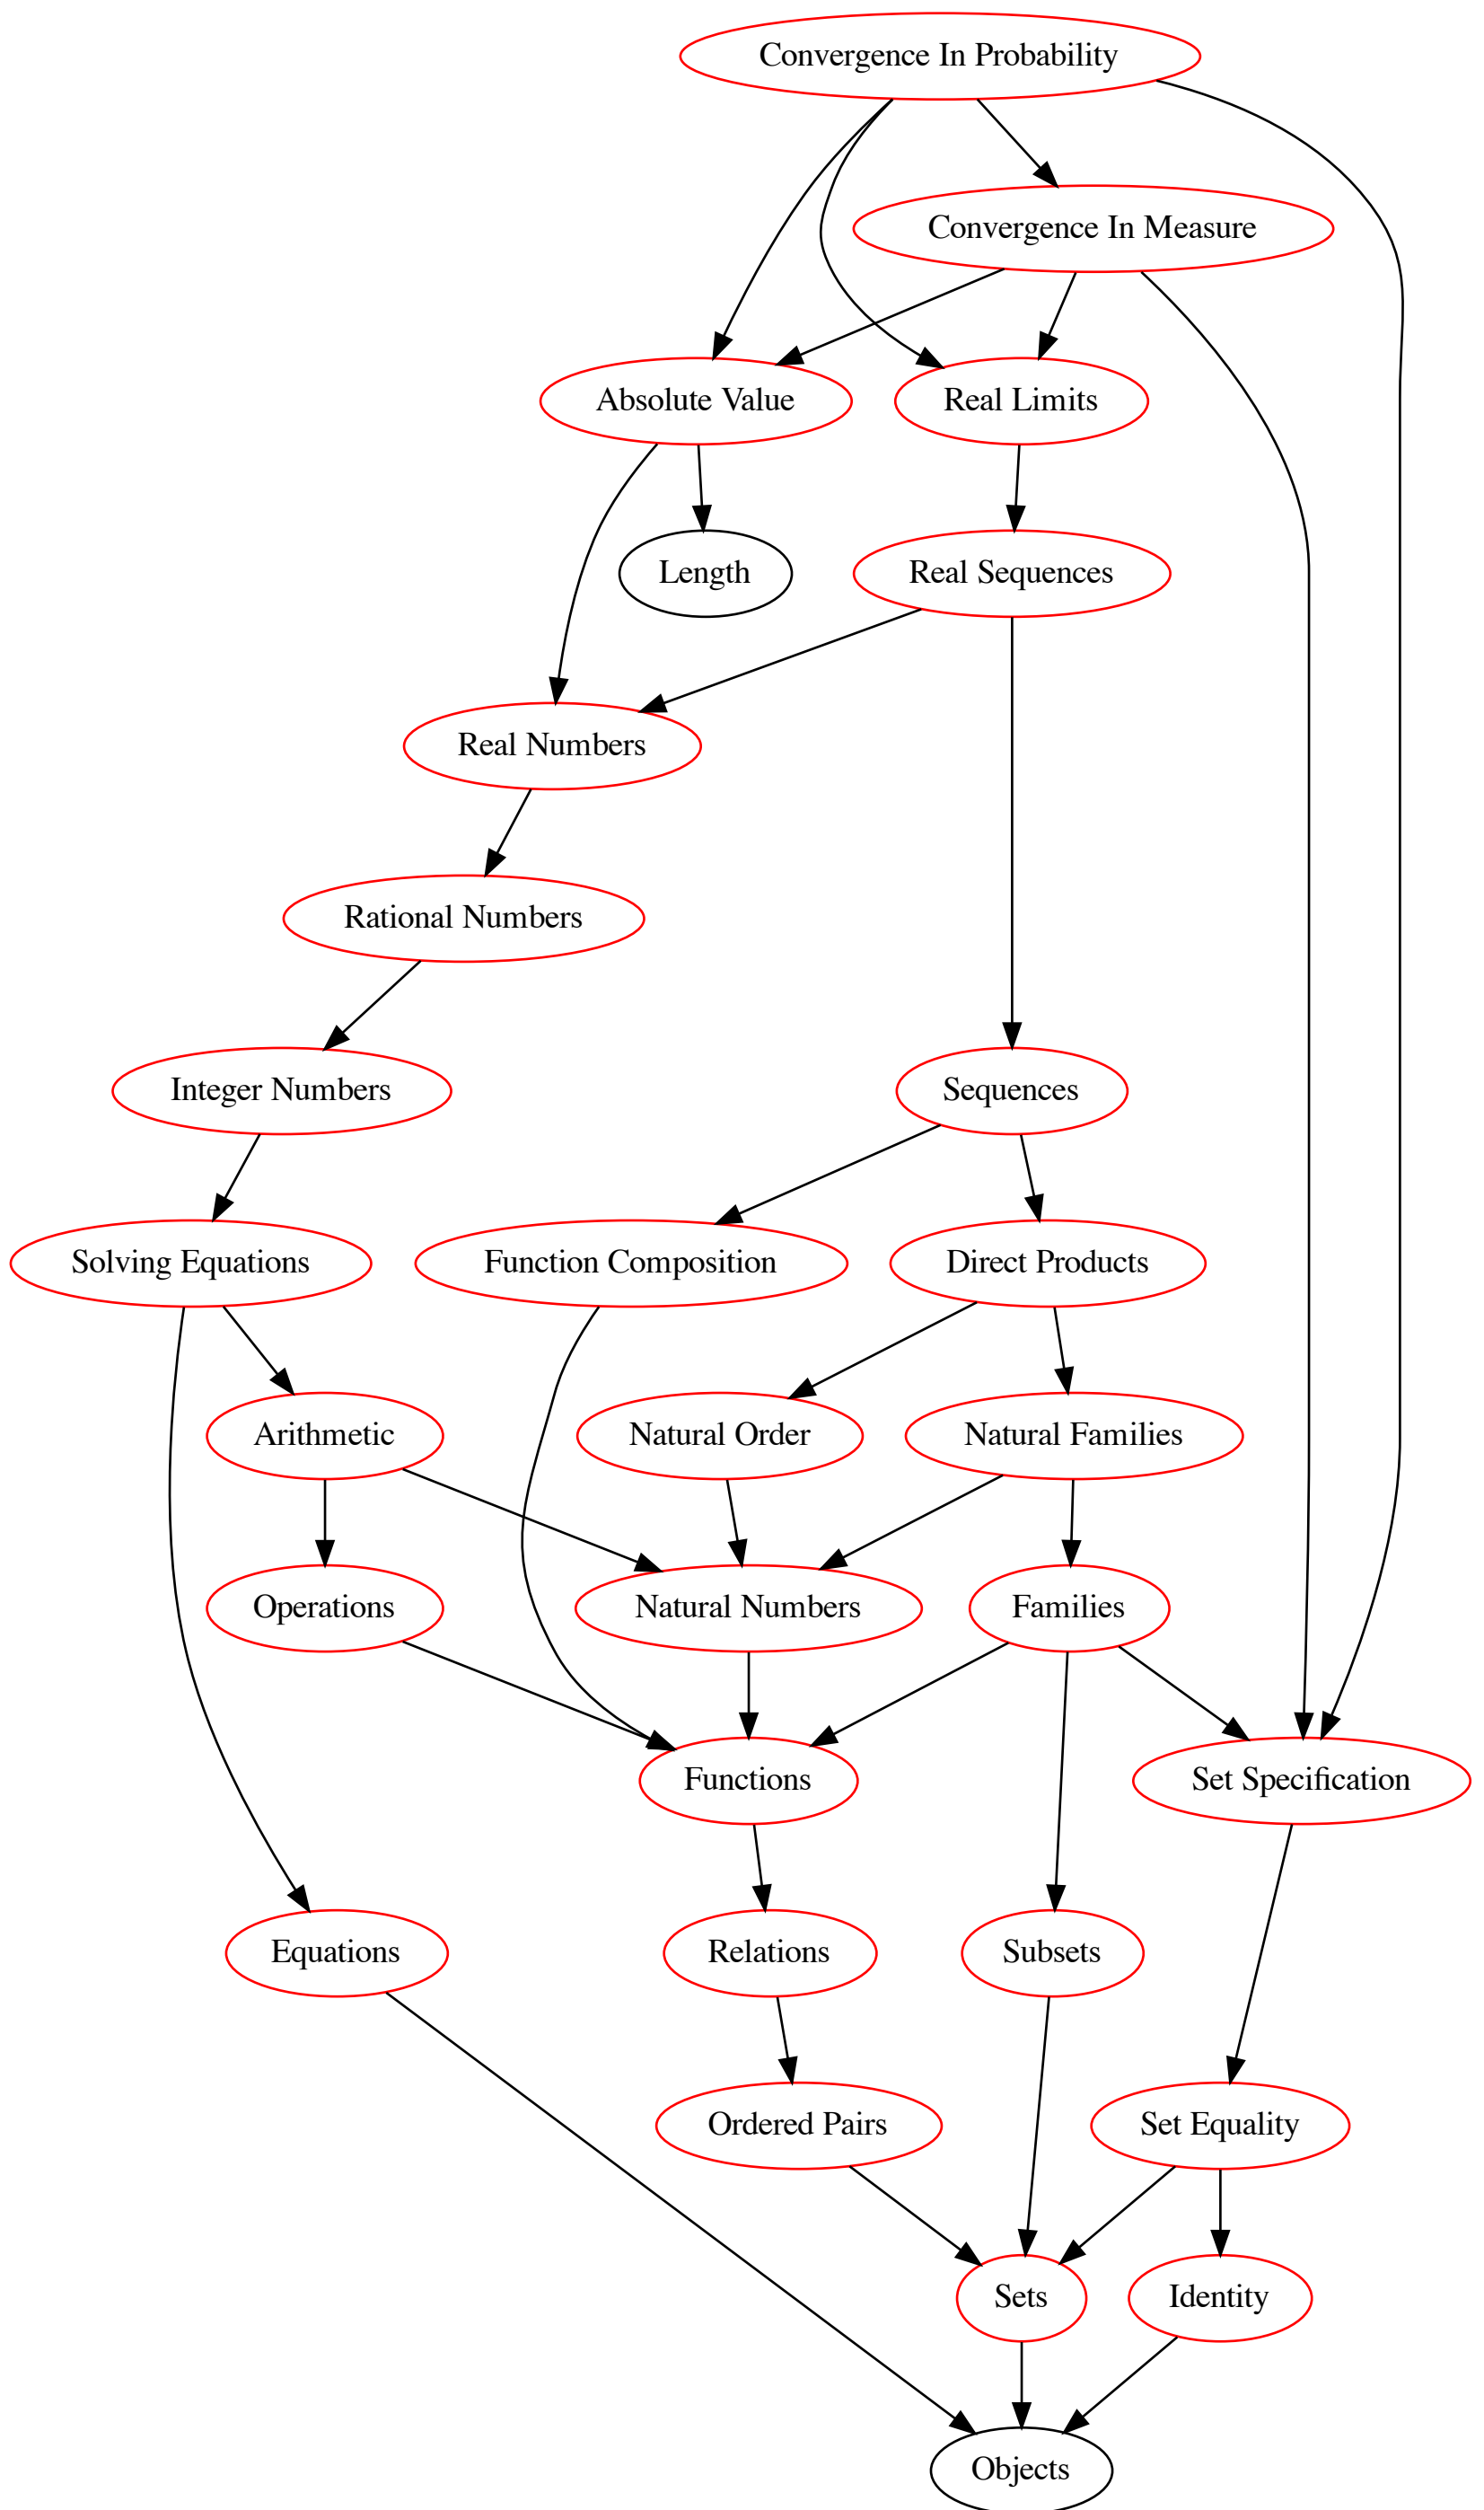 Convergence In Probability
Convergence In Measure
Absolute Value
Real Limits
Length
Real Sequences
Real Numbers
Rational Numbers
Integer Numbers
Sequences
Solving Equations
Function Composition
Direct Products
Arithmetic
Natural Order
Natural Families
Operations
Natural Numbers
Families
Functions
Set Specification
Equations
Relations
Subsets
Ordered Pairs
Set Equality
Sets
Identity
Objects